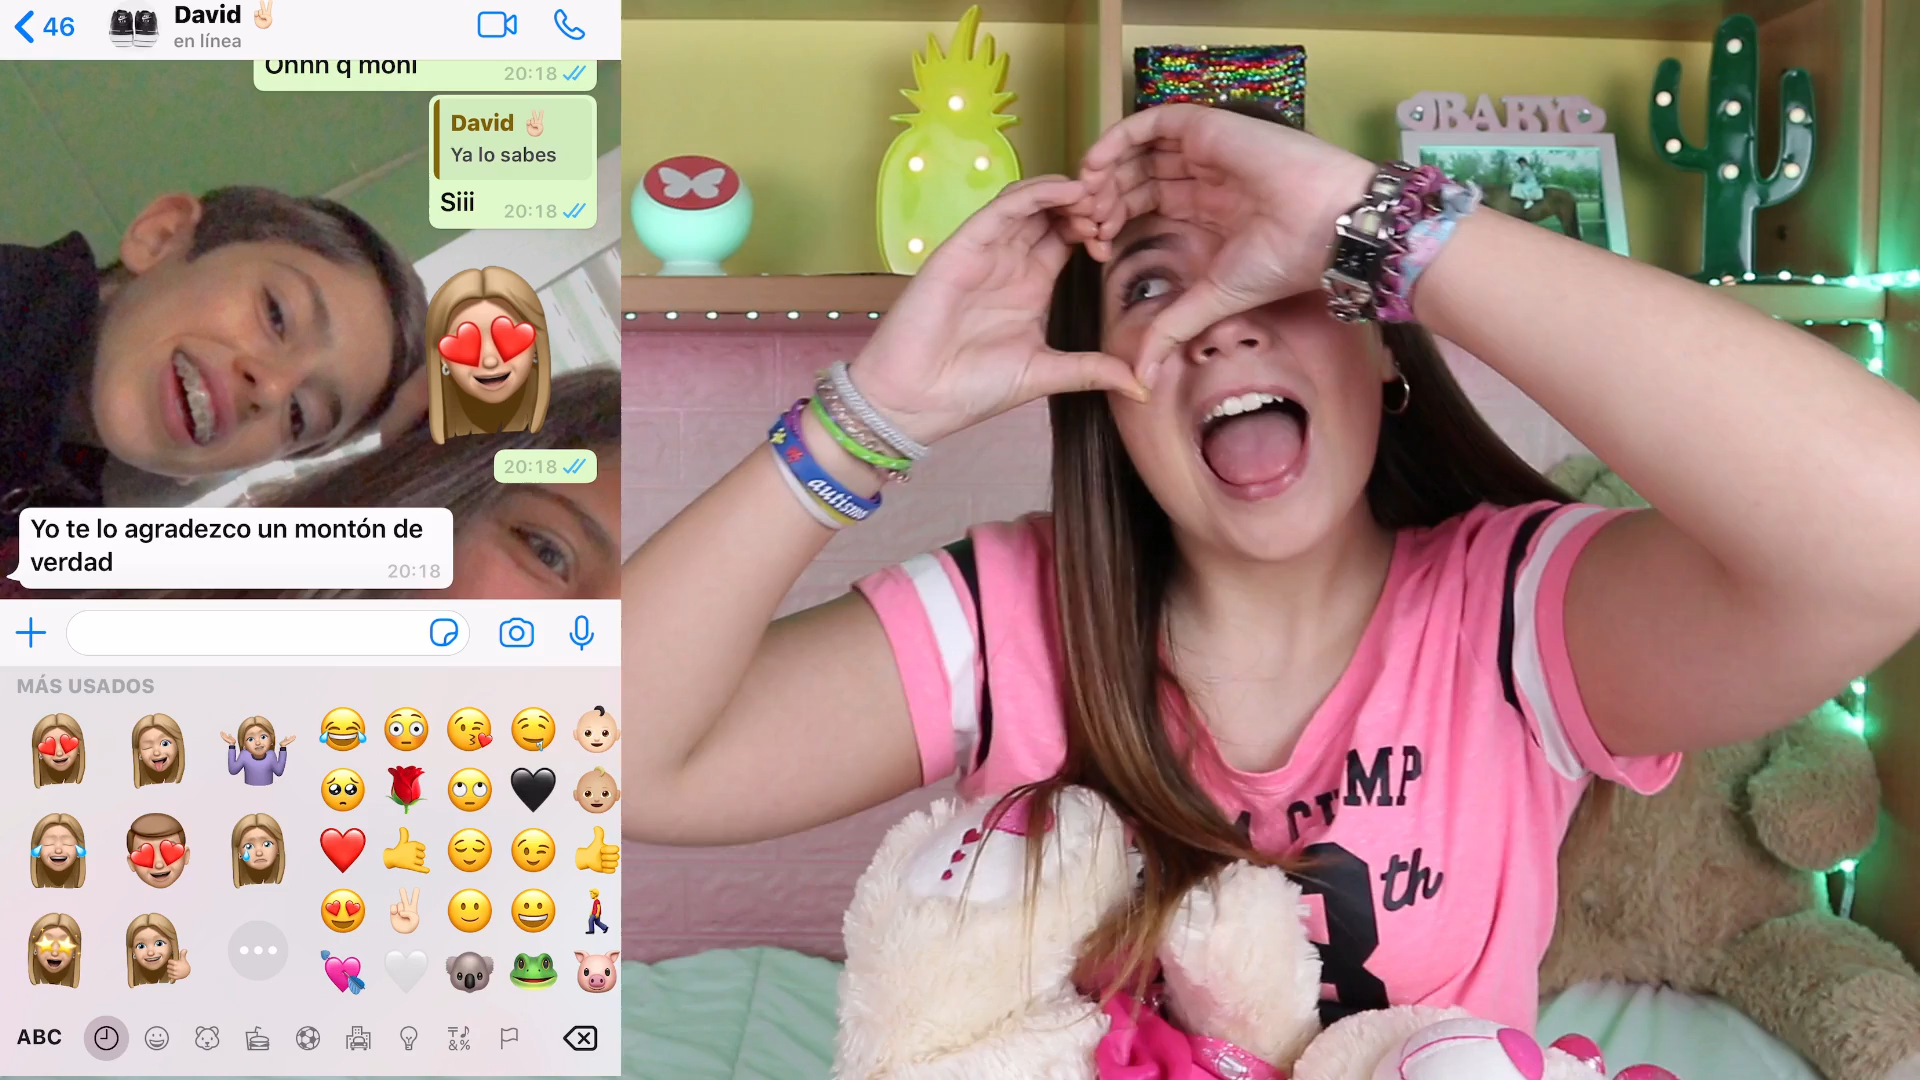 46
David
en línea
Ohhh q moni
20:18
David
Ya lo sabes
Siii
20:18
20:18
Yo te lo agradezco un montón de
verdad
20:18
MÁS USADOS
ABC
BABY
autism
MP
th